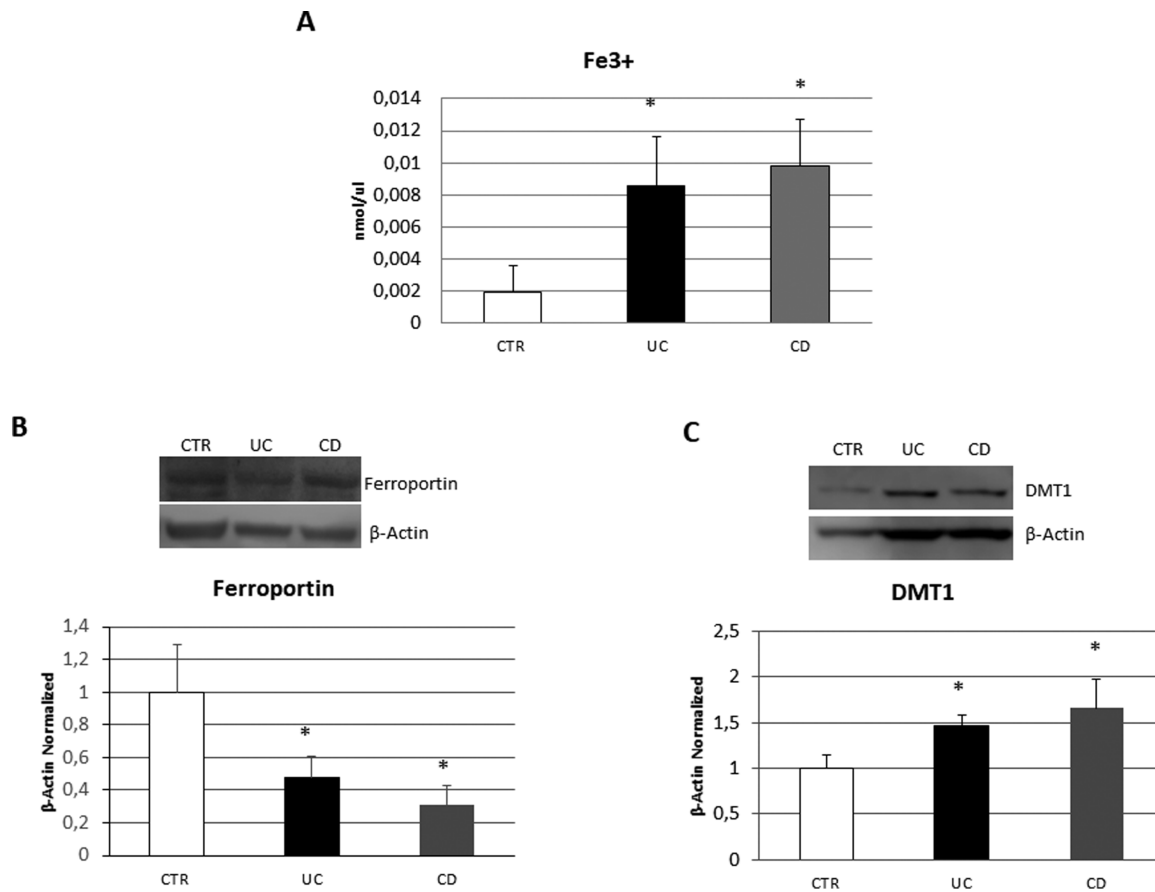 A
Fe3+
*
*
0,014
0,012
0,01
0,008
0,006
0,004
0,002
0
nmol/ul
CTR UC CD
B
CTR UC CD
Ferroportin
β-Actin
Ferroportin
1,4
1,2
1
0,8
0,6
0,4
0,2
0
β-Actin Normalized
*
*
CTR UC CD
C
CTR UC CD
DMT1
β-Actin
DMT1
2,5
2
1,5
1
0,5
0
β-Actin Normalized
*
*
CTR UC CD